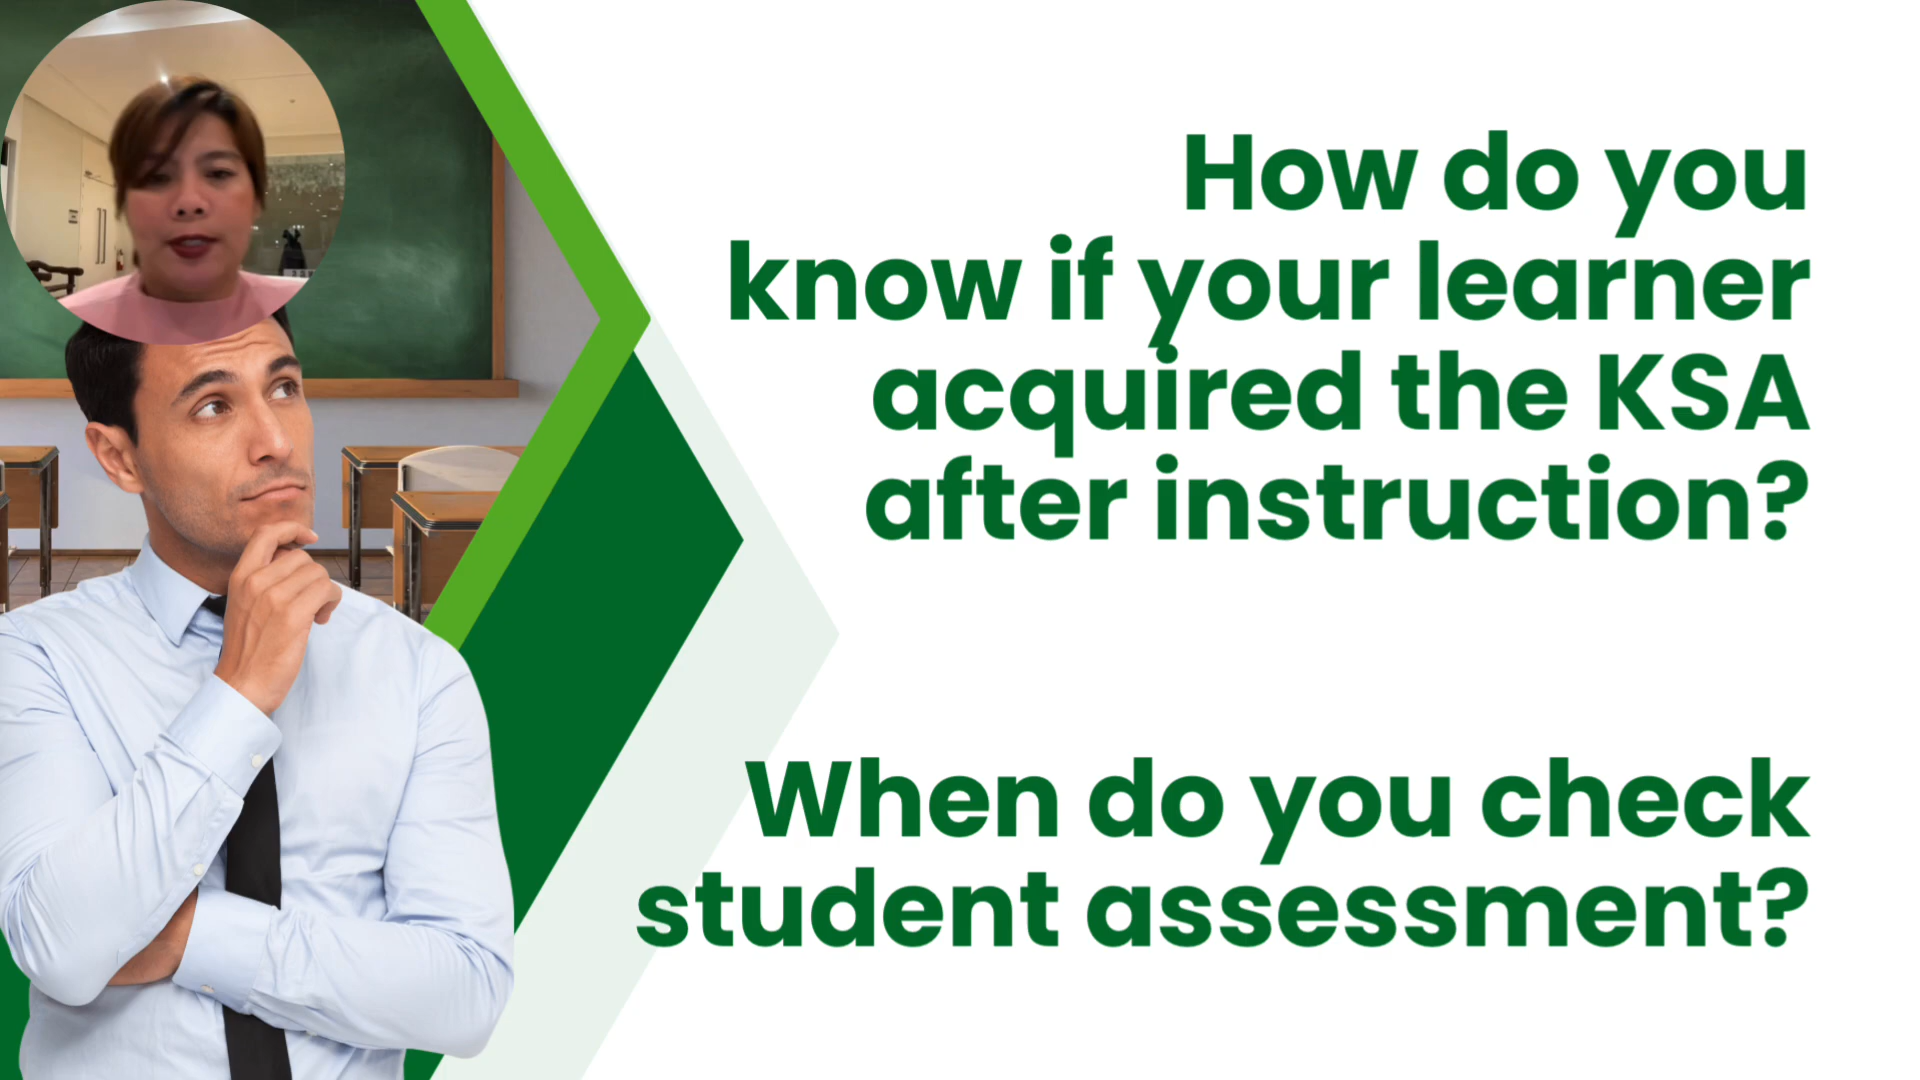 How do you
know if your learner
acquired the KSA
after instruction?
When do you check
student assessment?